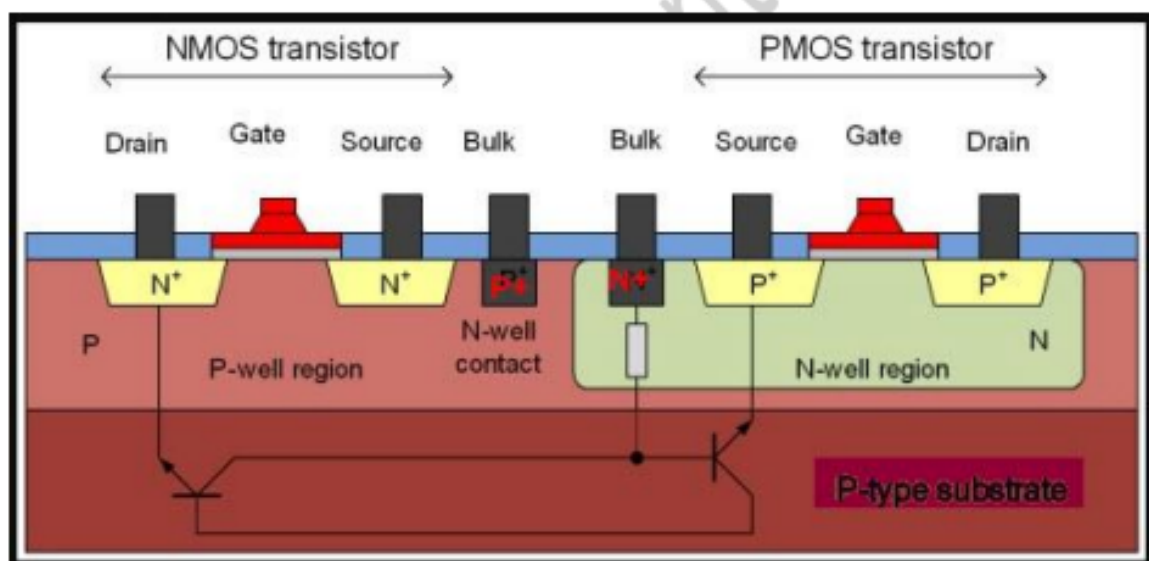 NMOS transistor PMOS transistor
Drain Gate Source Bulk Bulk Source Gate Drain
N+ N+ P+ N+ P+ P+
P P-well region N-well contact N-well region N
P-type substrate